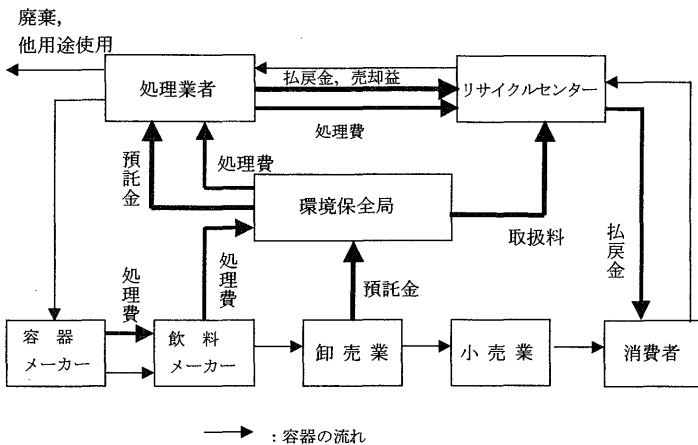 廃棄，
他用途使用
処理業者
払戻金，売却益
リサイクルセンター
処理費
預託金
処理費
環境保全局
取扱料
払戻金
処理費
処理費
預託金
容器
メーカー
飲料
メーカー
卸売業
小売業
消費者
：容器の流れ